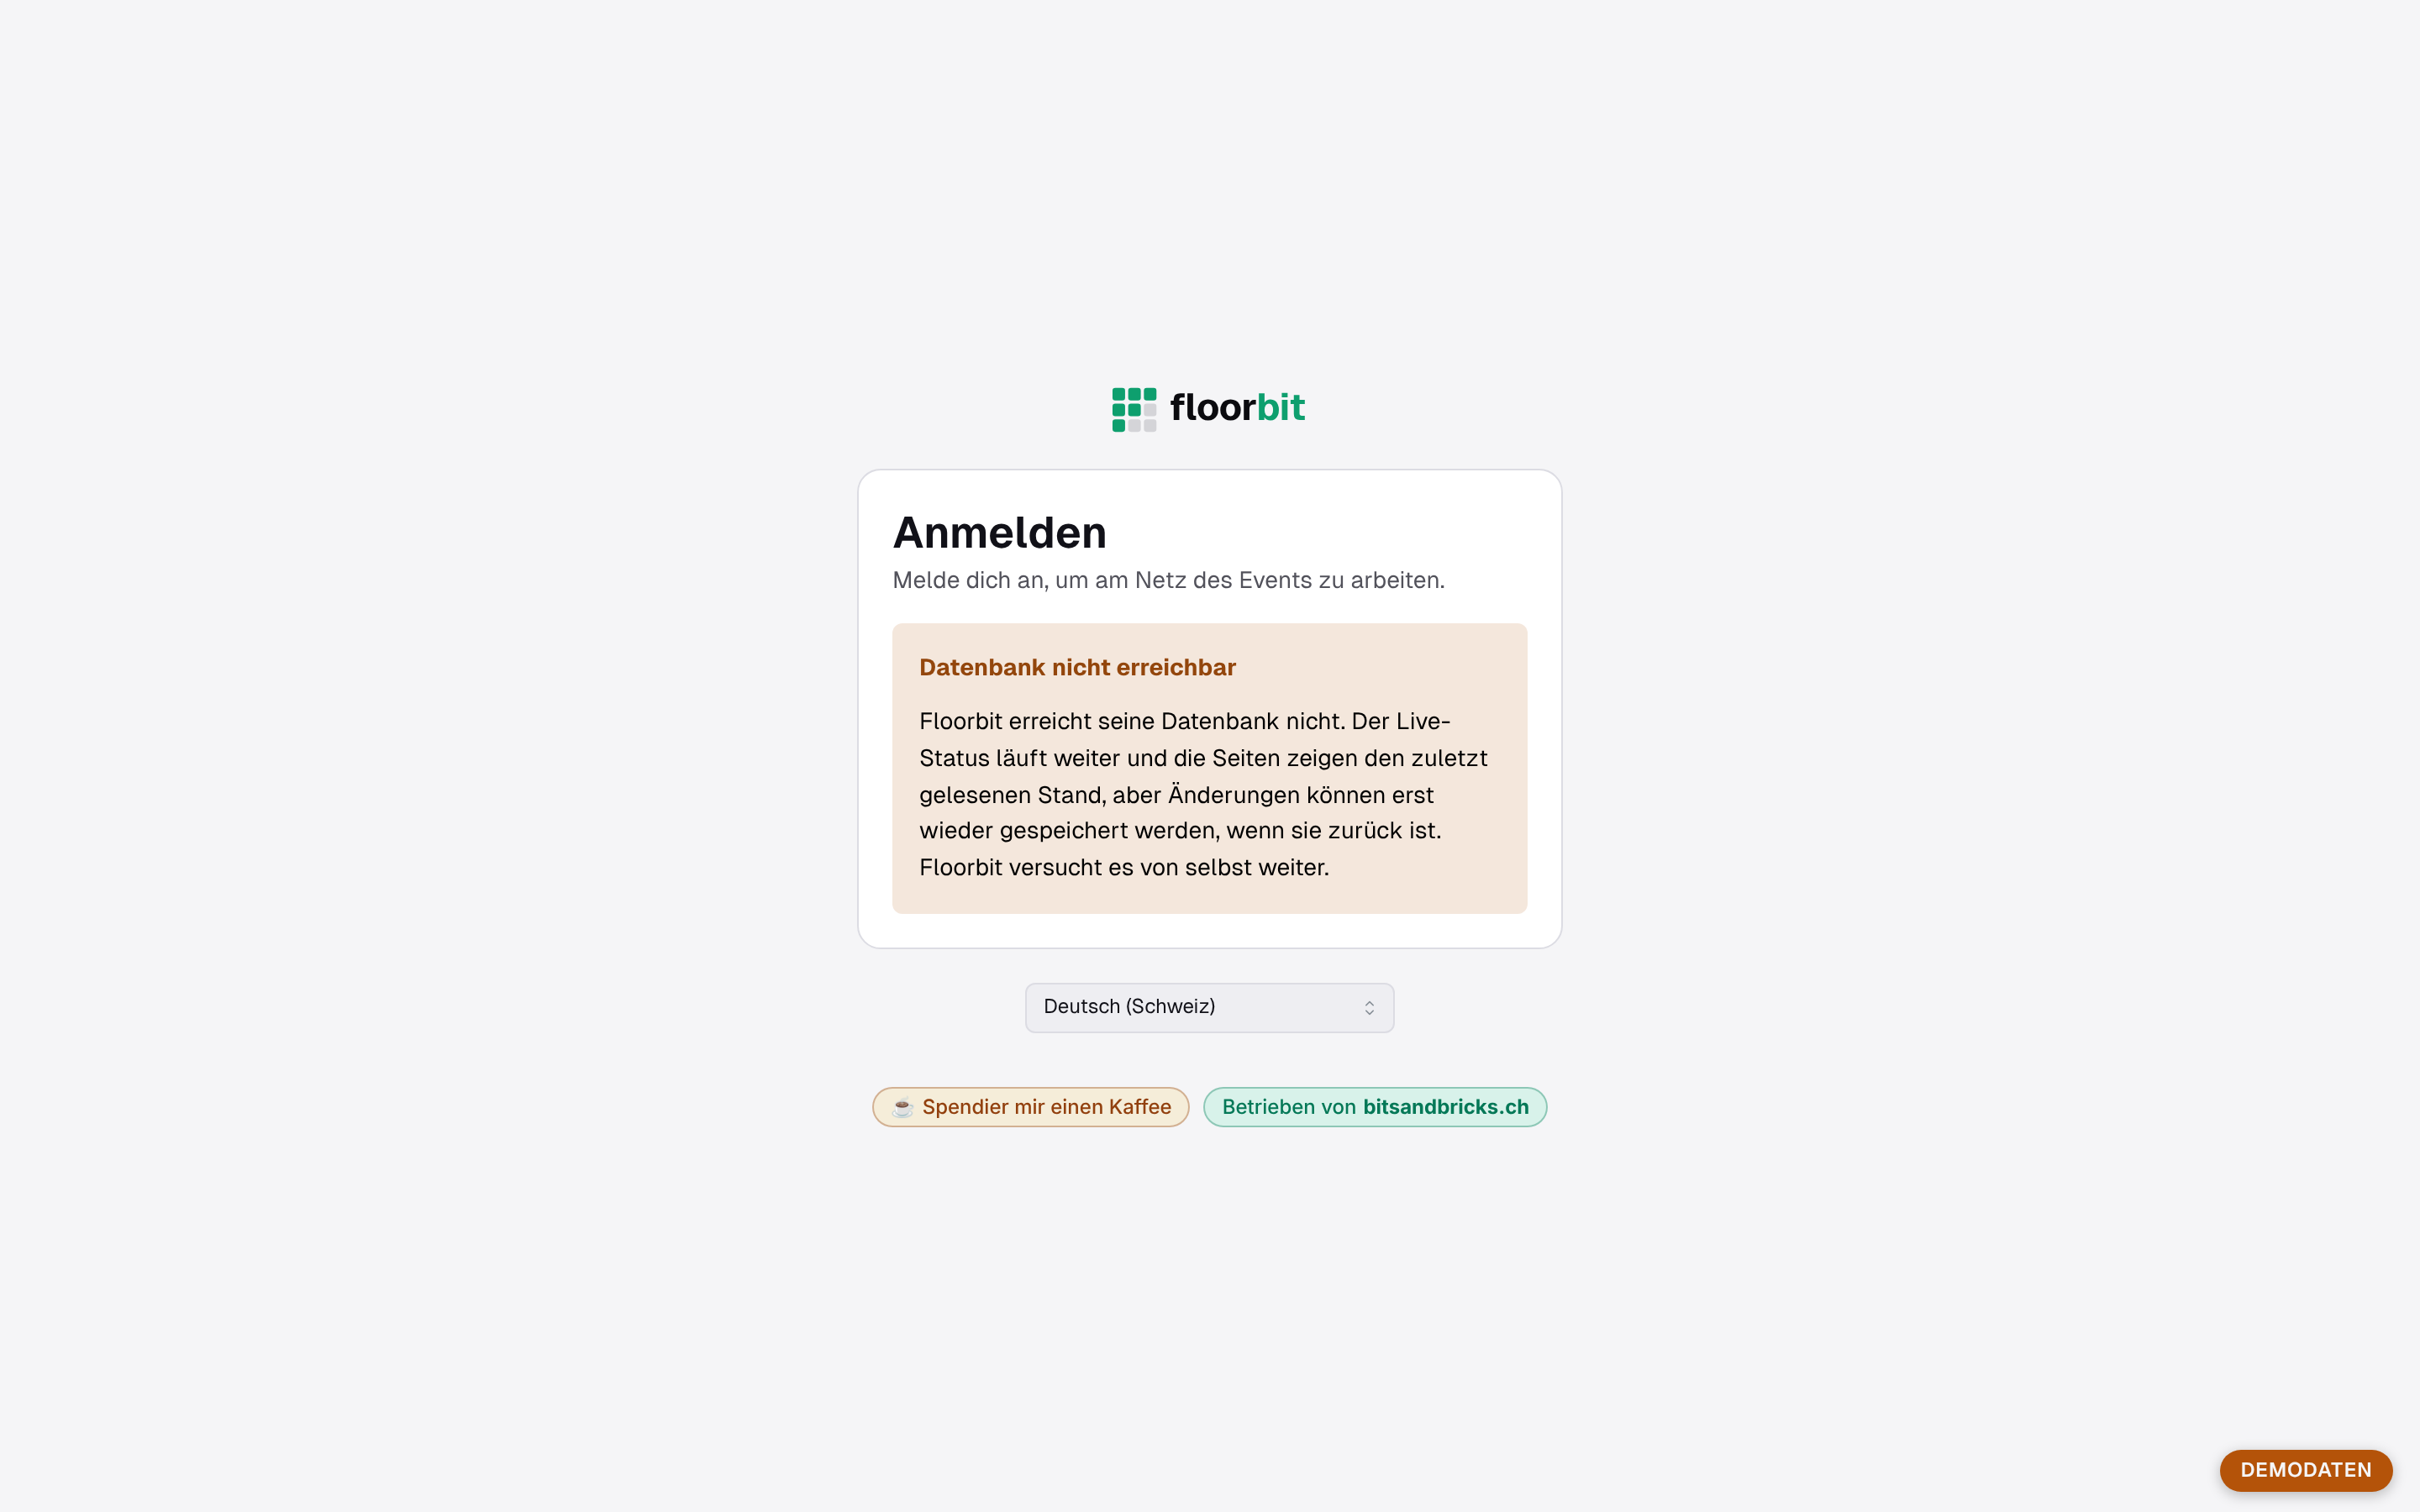 floorbit
Anmelden
Melde dich an, um am Netz des Events zu arbeiten.
Datenbank nicht erreichbar
Floorbit erreicht seine Datenbank nicht. Der Live-
Status läuft weiter und die Seiten zeigen den zuletzt
gelesenen Stand, aber Änderungen können erst
wieder gespeichert werden, wenn sie zurück ist.
Floorbit versucht es von selbst weiter.
Deutsch (Schweiz)
☕ Spendier mir einen Kaffee
Betrieben von bitsandbricks.ch
DEMODATEN